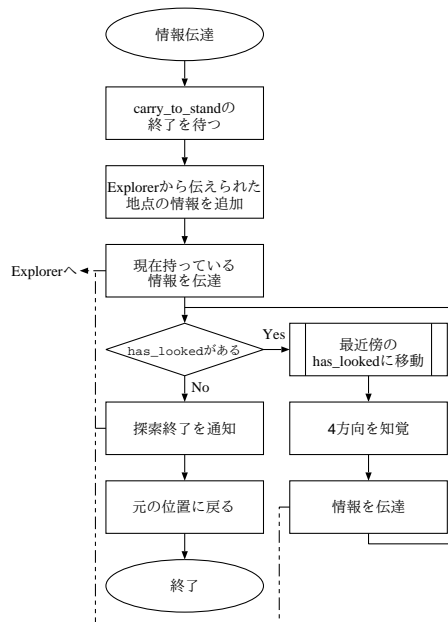 情報伝達
carry_to_standの
終了を待つ
Explorerから伝えられた
地点の情報を追加
Explorerへ
現在持っている
情報を伝達
has_lookedがある
Yes
No
最近傍の
has_lookedに移動
探索終了を通知
4方向を知覚
元の位置に戻る
情報を伝達
終了